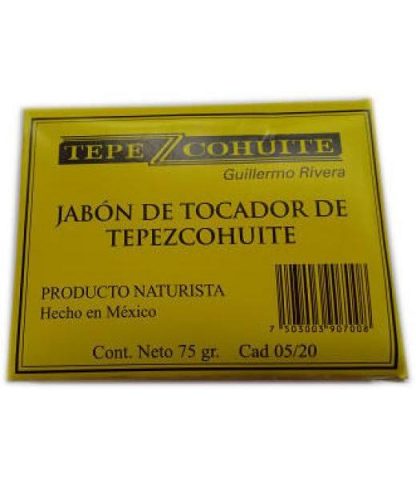 TEPEZCOHUITE
Guillermo Rivera
JABÓN DE TOCADOR DE
TEPEZCOHUITE
PRODUCTO NATURISTA
Hecho en México
7 503003 907008
Cont. Neto 75 gr. Cad 05/20